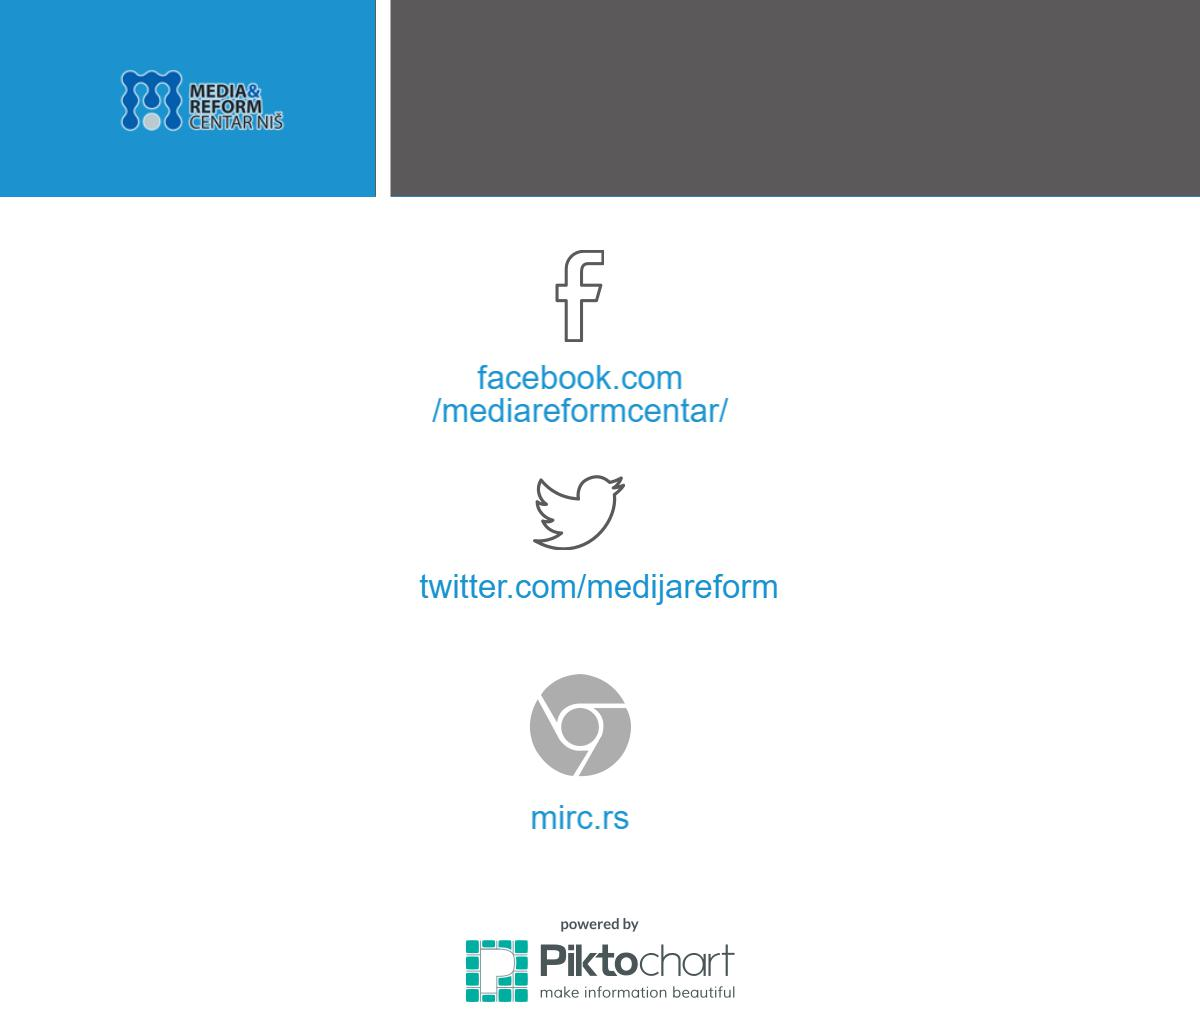 MEDIA&
REFORM
CENTAR NIŠ
facebook.com
/mediareformcentar/
twitter.com/medijareform
mirc.rs
powered by
Piktochart
make information beautiful